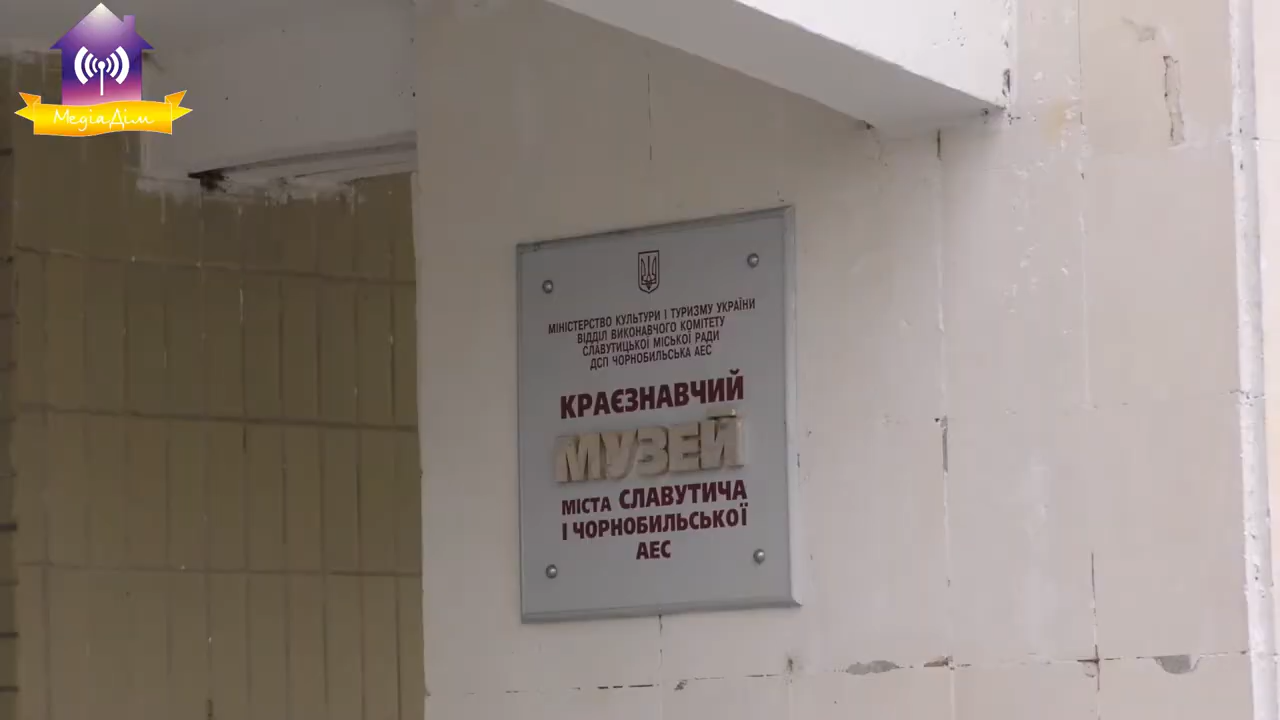 МедіаДім
МІНІСТЕРСТВО КУЛЬТУРИ І ТУРИЗМУ УКРАЇНИ
ВІДДІЛ ВИКОНАВЧОГО КОМІТЕТУ
СЛАВУТИЦЬКОЇ МІСЬКОЇ РАДИ
ДСП ЧОРНОБИЛЬСЬКА АЕС
КРАЄЗНАВЧИЙ
МУЗЕЙ
МІСТА СЛАВУТИЧА
І ЧОРНОБИЛЬСЬКОЇ
АЕС